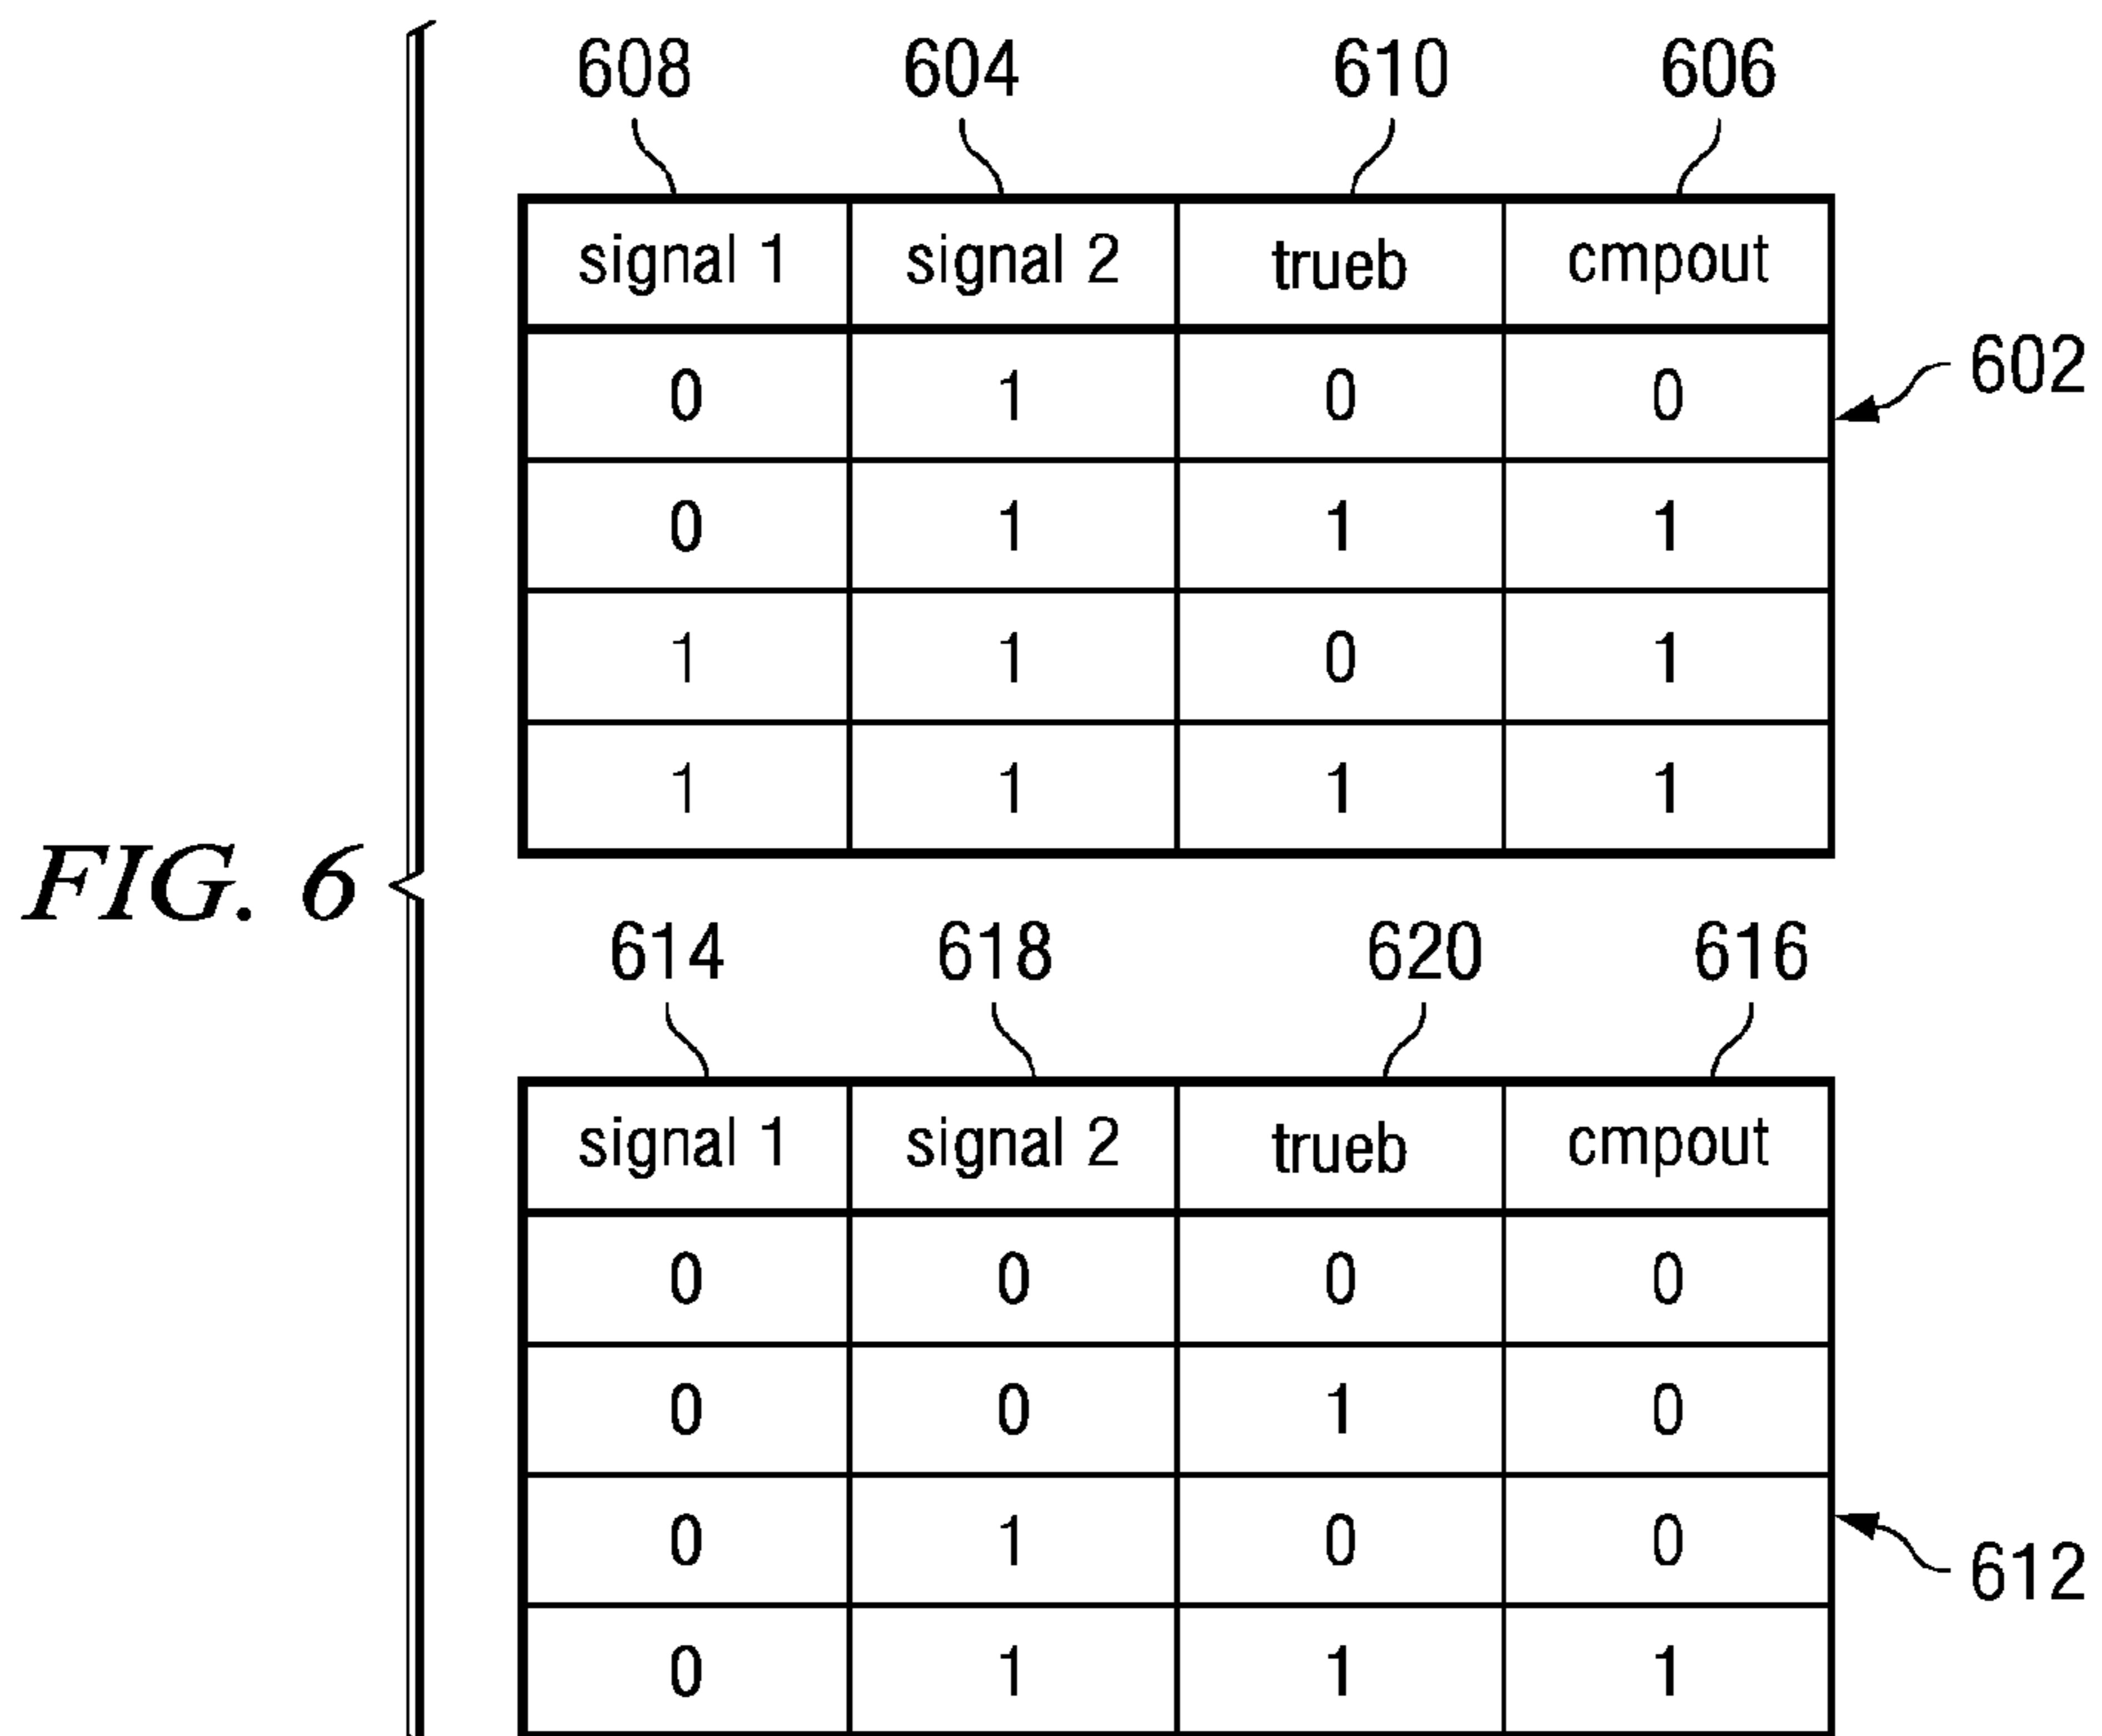 608 604 610 606
signal 1 signal 2 trueb cmpout
0 1 0 0
602
0 1 1 1
1 1 0 1
1 1 1 1
FIG. 6
614 618 620 616
signal 1 signal 2 trueb cmpout
0 0 0 0
0 0 1 0
0 1 0 0
612
0 1 1 1